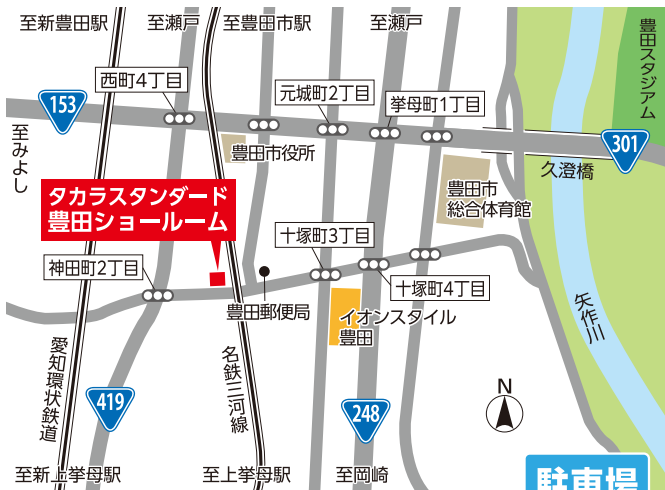 至新豊田駅
至瀬戸
至豊田市駅
至瀬戸
豊田スタジアム
西町4丁目
元城町2丁目
挙母町1丁目
153
301
至みよし
豊田市役所
久澄橋
タカラスタンダード
豊田ショールーム
豊田市
総合体育館
十塚町3丁目
神田町2丁目
十塚町4丁目
豊田郵便局
イオンスタイル
豊田
矢作川
愛知環状鉄道
名鉄三河線
N
419
248
至新上挙母駅
至上挙母駅
至岡崎
駐車場